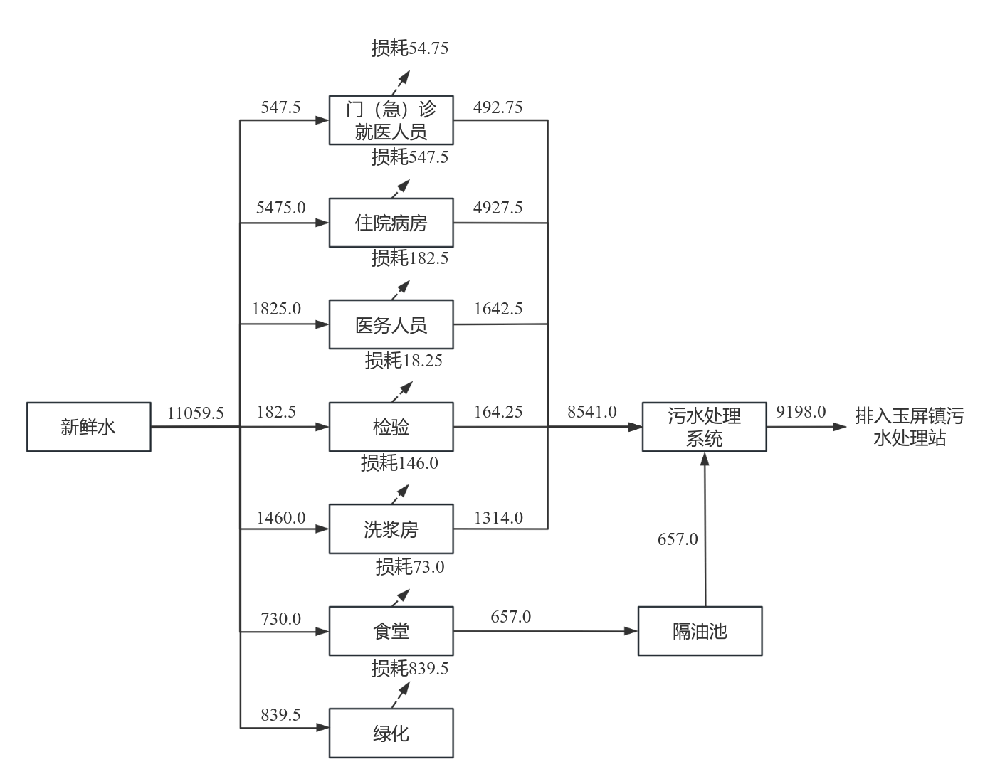 损耗54.75
547.5
门（急）诊
就医人员
492.75
损耗547.5
5475.0
住院病房
4927.5
损耗182.5
1825.0
医务人员
1642.5
损耗18.25
新鲜水
11059.5
182.5
检验
164.25
8541.0
污水处理
系统
9198.0
排入玉屏镇污
水处理站
损耗146.0
1460.0
洗浆房
1314.0
657.0
损耗73.0
730.0
食堂
657.0
隔油池
损耗839.5
839.5
绿化